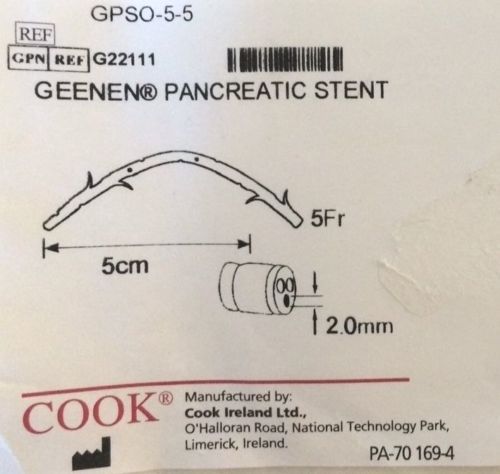 GPSO-5-5
REF
GPN REF G22111
GEENEN® PANCREATIC STENT
5Fr
5cm
2.0mm
COOK®
Manufactured by:
Cook Ireland Ltd.,
O'Halloran Road, National Technology Park,
Limerick, Ireland.
PA-70 169-4